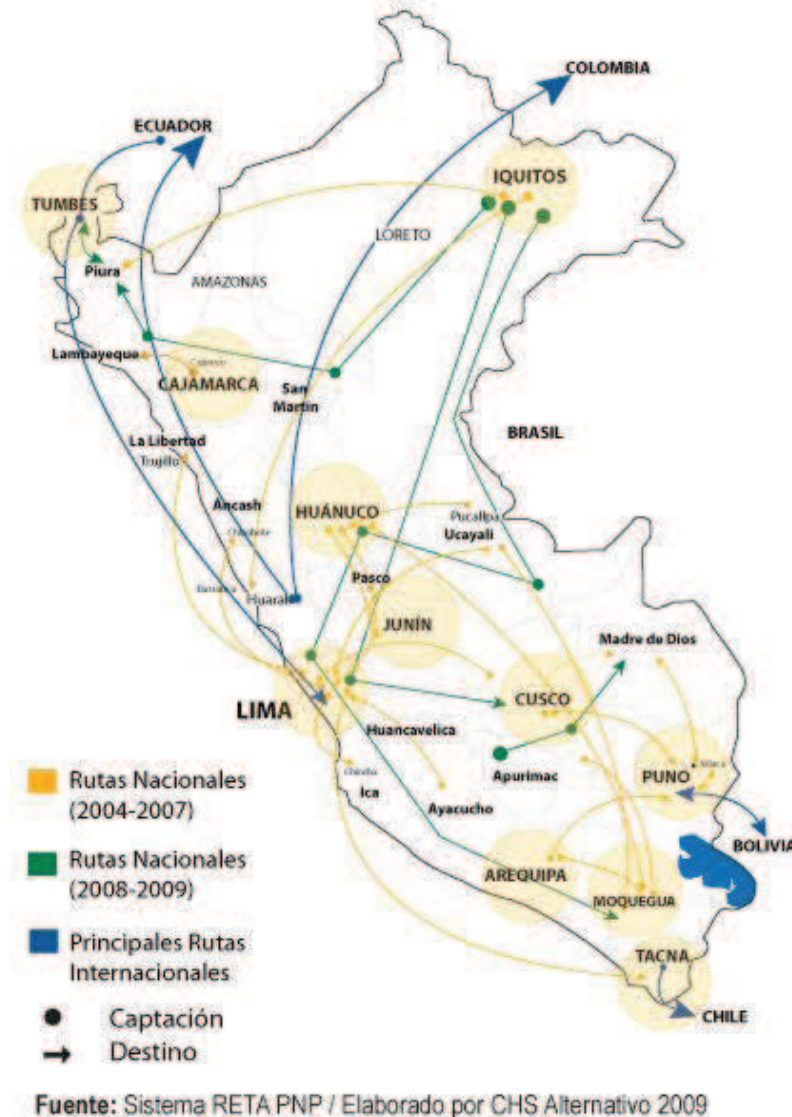 COLOMBIA
ECUADOR
IQUITOS
TUMBES
LORETO
Piura
AMAZONAS
Lambayeque
CAJAMARCA
San
Martín
BRASIL
La Libertad
Trujillo
Ancash
Chimbote
HUÁNUCO
Pucallpa
Ucayali
Pasco
Huaral
JUNÍN
Madre de Dios
LIMA
CUSCO
Huancavelica
Rutas Nacionales
(2004-2007)
Chincha
Ica
Apurimac
PUNO
Ayacucho
BOLIVIA
Rutas Nacionales
(2008-2009)
AREQUIPA
MOQUEGUA
Principales Rutas
Internacionales
TACNA
Captación
CHILE
Destino
Fuente: Sistema RETA PNP / Elaborado por CHS Alternativo 2009